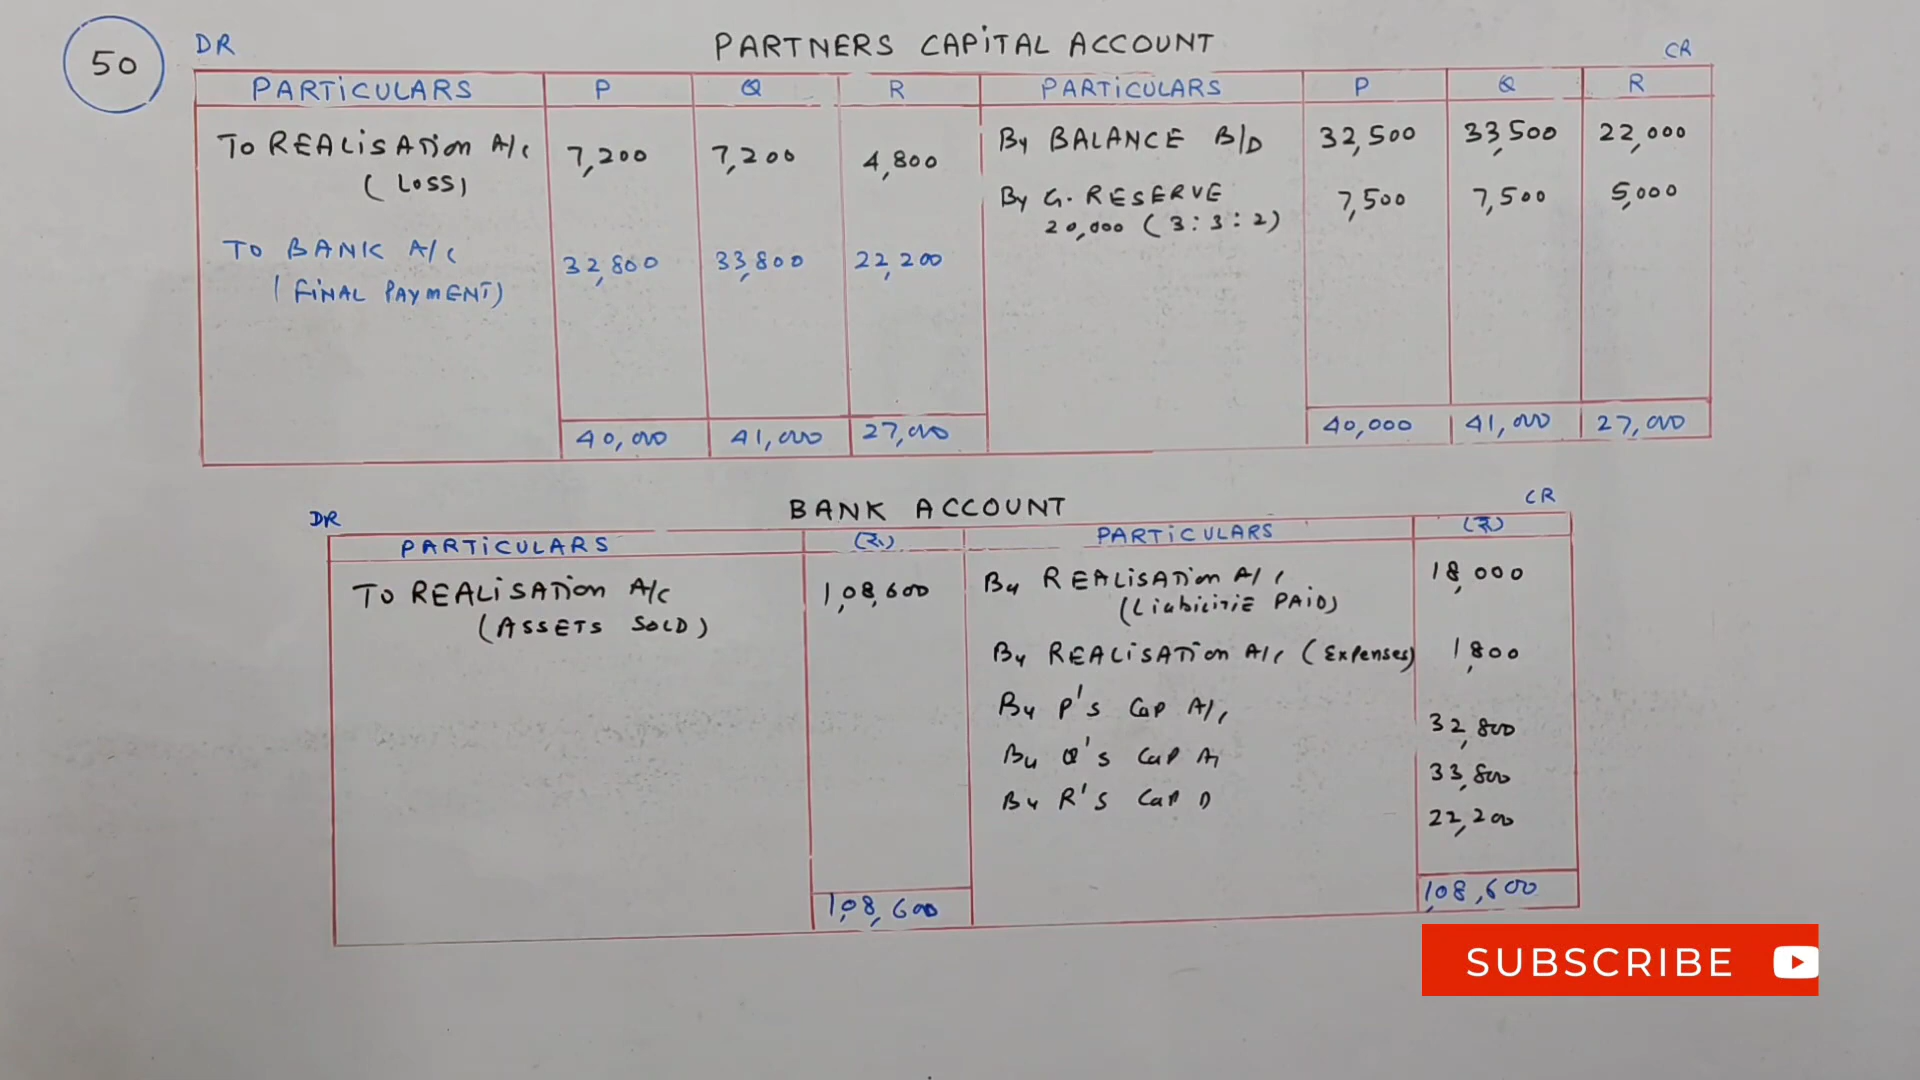 50
DR PARTNERS CAPITAL ACCOUNT CR
PARTICULARS P Q R PARTICULARS P Q R
To REALISATION A/c 7,200 7,200 4,800 By BALANCE B/D 32,500 33,500 22,000
(LOSS)
By G. RESERVE 7,500 7,500 5,000
20,000 (3:3:2)
TO BANK A/c 32,800 33,800 22,200
(FINAL PAYMENT)
40,000 41,000 27,000 40,000 41,000 27,000
DR BANK ACCOUNT CR
PARTICULARS (₹) PARTICULARS (₹)
To REALISATION A/c 1,08,600 By REALISATION A/c 18,000
(ASSETS SOLD) (Liabilitie PAID)
By REALISATION A/c (Expenses) 1,800
By P's Cap A/c 32,800
By Q's Cap A 33,800
By R's Cap 22,200
1,08,600 1,08,600
SUBSCRIBE